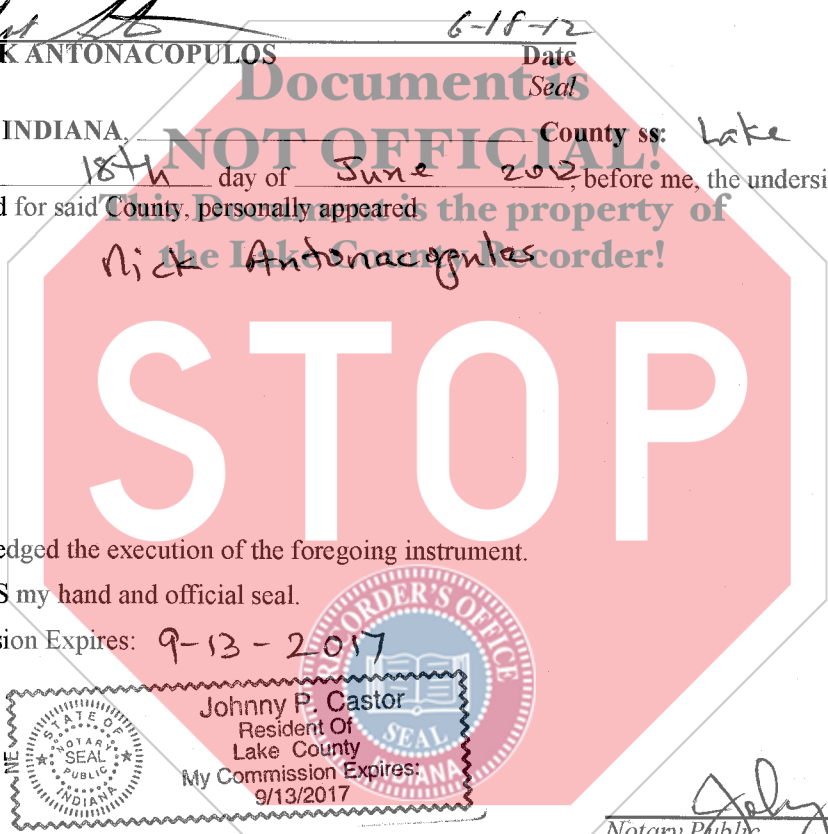 K ANTONACOPULOS
6-18-12
Date
Seal
Document is
NOT OFFICIAL!
This Document is the property of
the Lake County Recorder!
INDIANA, County ss: Lake
18th day of June 2012, before me, the undersi
d for said County, personally appeared
Nick Antonacopulos
STOP
edged the execution of the foregoing instrument.
S my hand and official seal.
sion Expires: 9-13-2017
RECORDER'S OFFICE
SEAL
INDIANA
NE
STATE OF
NOTARY
SEAL
PUBLIC
INDIANA
Johnny P. Castor
Resident Of
Lake County
My Commission Expires:
9/13/2017
Notary Public